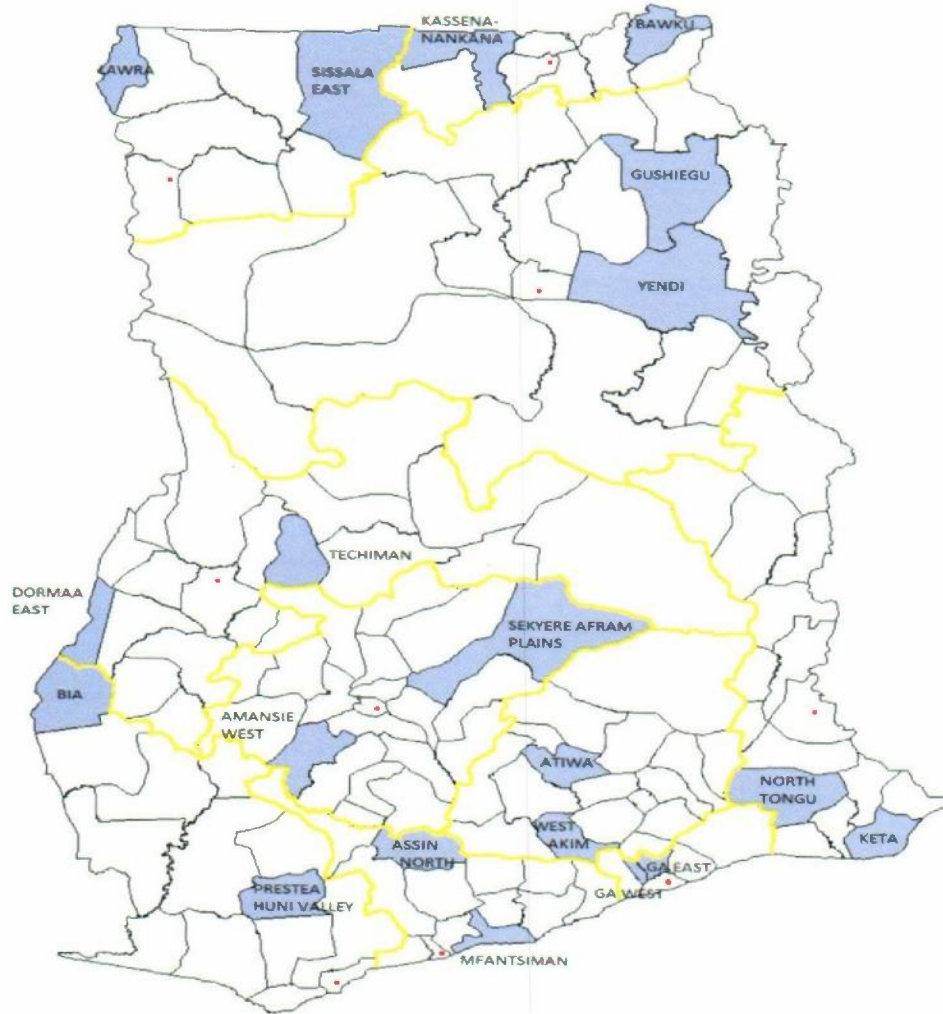 KASSENA-
NANKANA
BAWKU
LAWRA
SISSALA
EAST
GUSHIEGU
YENDI
TECHIMAN
DORMAA
EAST
SEKYERE AFRAM
PLAINS
BIA
AMANSIE
WEST
ATIWA
NORTH
TONGU
WEST
AKIM
KETA
ASSIN
NORTH
GA EAST
GA WEST
PRESTEA
HUNI VALLEY
MFANTSIMAN